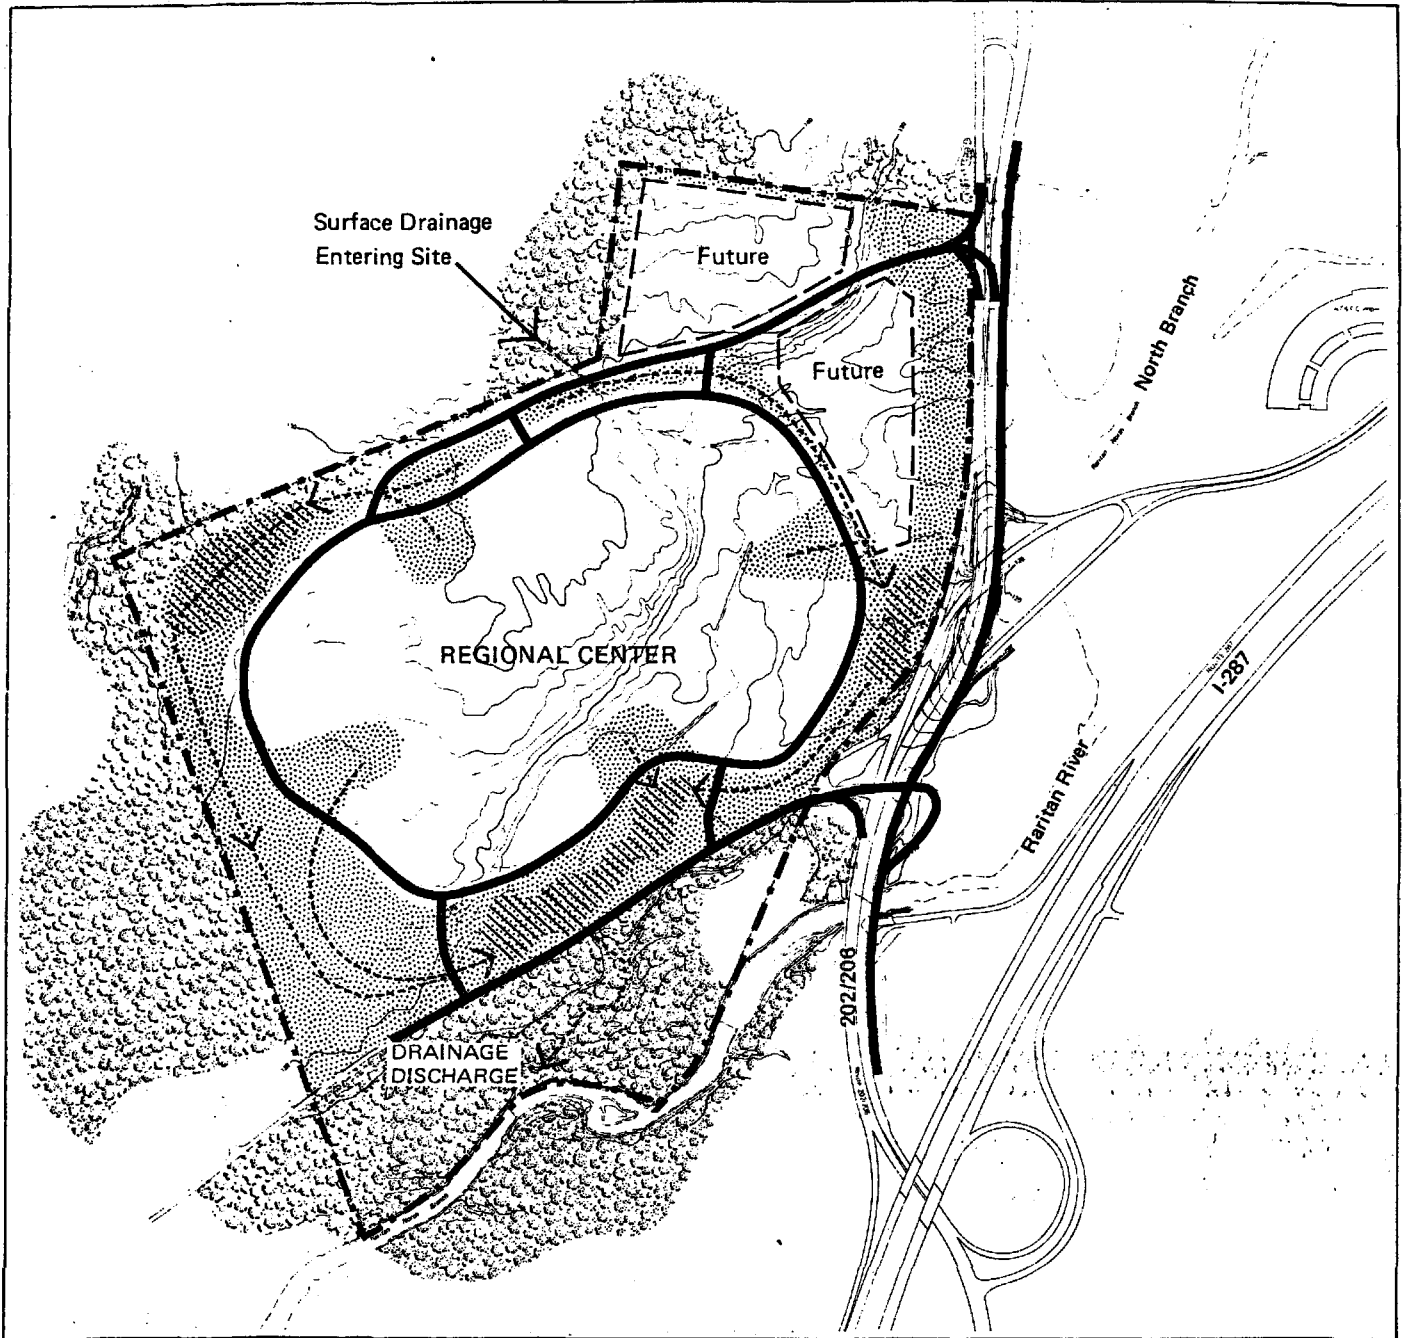 Surface Drainage
Entering Site
Future
Future
North Branch
REGIONAL CENTER
I-287
Raritan River
202/206
DRAINAGE
DISCHARGE